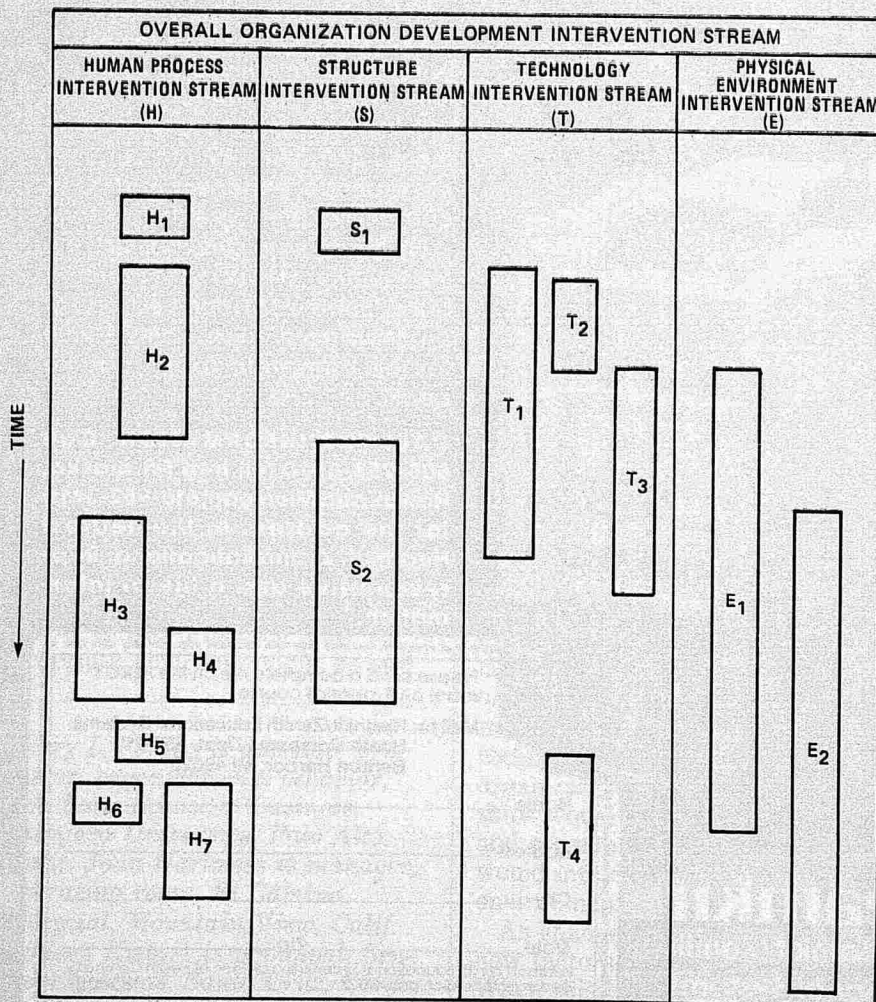 OVERALL ORGANIZATION DEVELOPMENT INTERVENTION STREAM
HUMAN PROCESS
INTERVENTION STREAM
(H)
STRUCTURE
INTERVENTION STREAM
(S)
TECHNOLOGY
INTERVENTION STREAM
(T)
PHYSICAL
ENVIRONMENT
INTERVENTION STREAM
(E)
TIME
H1
H2
H3
H4
H5
H6
H7
S1
S2
T1
T2
T3
T4
E1
E2